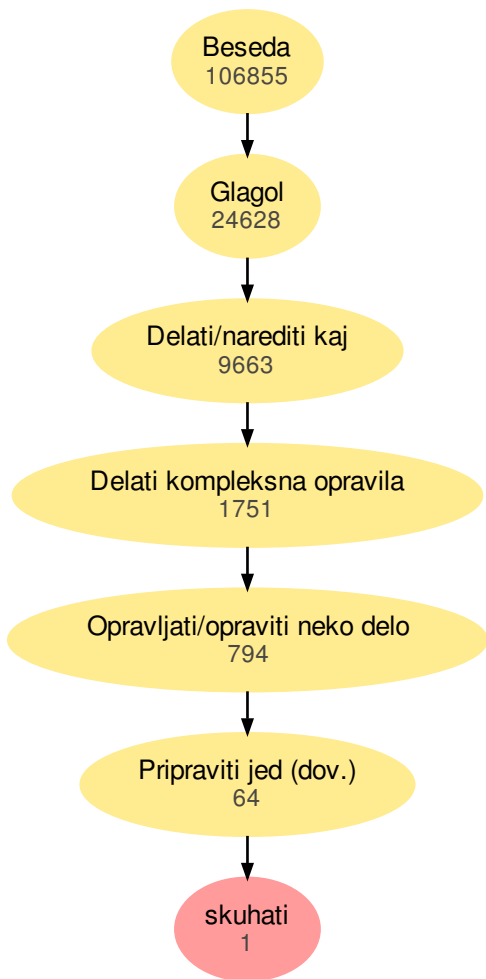 Beseda
106855
Glagol
24628
Delati/narediti kaj
9663
Delati kompleksna opravila
1751
Opravljati/opraviti neko delo
794
Pripraviti jed (dov.)
64
skuhati
1